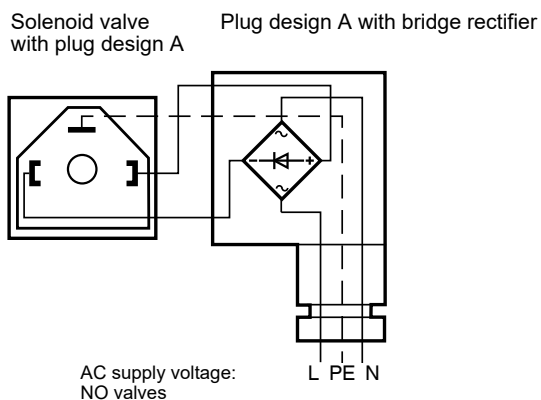 Solenoid valve
with plug design A
Plug design A with bridge rectifier
~
- +
~
L PE N
AC supply voltage:
NO valves